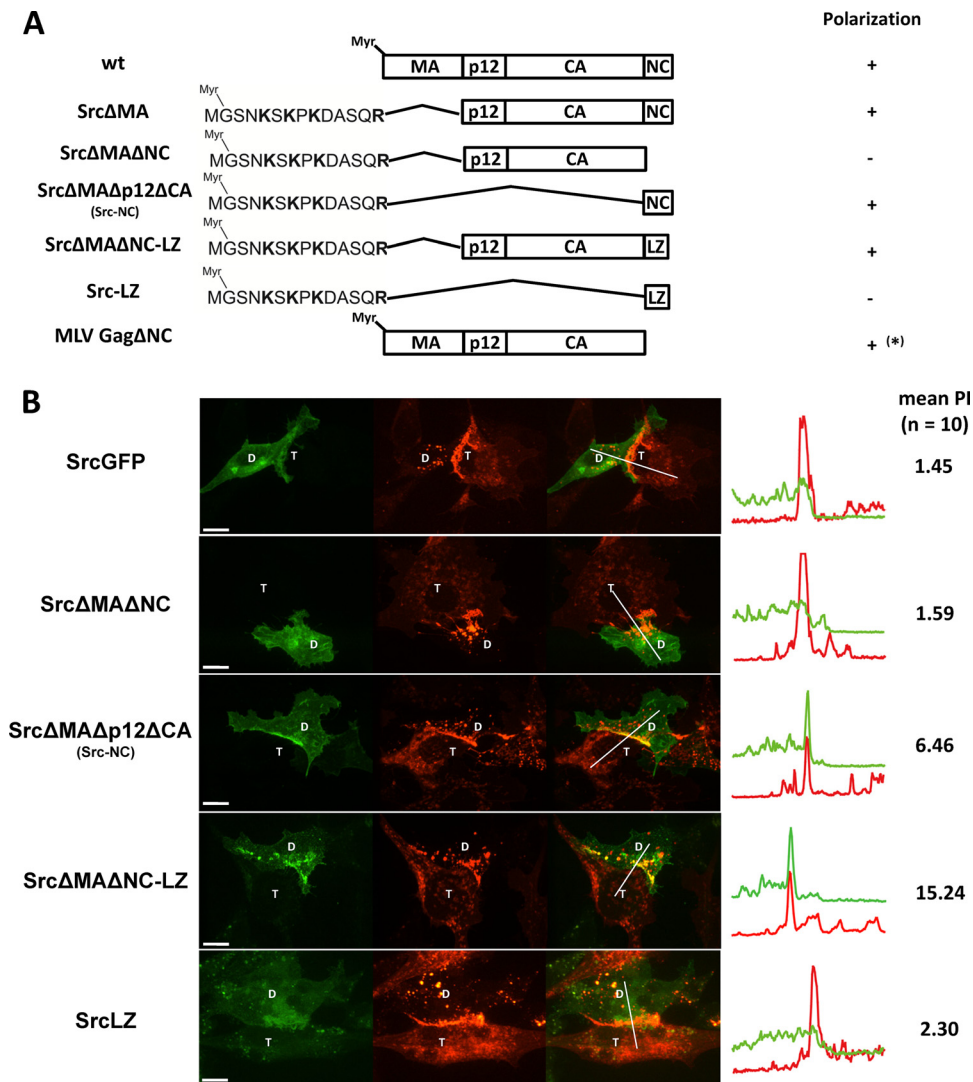 A
Polarization
wt
Myr
MA p12 CA NC
+
SrcΔMA
Myr
MGSNKSKPKDASQR
p12 CA NC
+
SrcΔMAΔNC
Myr
MGSNKSKPKDASQR
p12 CA
-
SrcΔMAΔp12ΔCA
(Src-NC)
Myr
MGSNKSKPKDASQR
NC
+
SrcΔMAΔNC-LZ
Myr
MGSNKSKPKDASQR
p12 CA LZ
+
Src-LZ
Myr
MGSNKSKPKDASQR
LZ
-
MLV GagΔNC
Myr
MA p12 CA
+ (*)
B
mean PI
(n = 10)
SrcGFP
D T
D T
D T
1.45
SrcΔMAΔNC
T D
T D
T D
1.59
SrcΔMAΔp12ΔCA
(Src-NC)
D T
D T
D T
6.46
SrcΔMAΔNC-LZ
D T
D T
D T
15.24
SrcLZ
D T
D T
D T
2.30